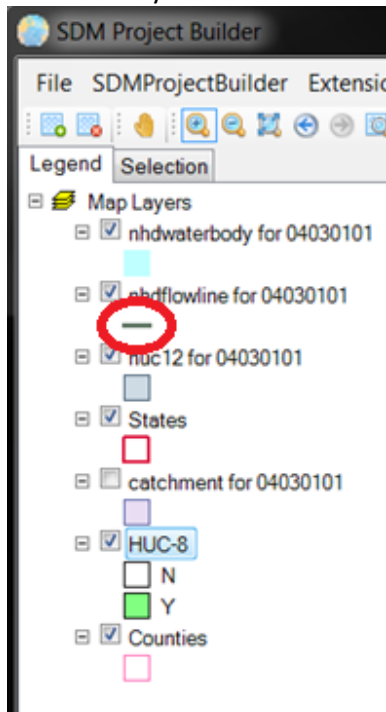 SDM Project Builder
File SDMProjectBuilder Extensio
Legend Selection
Map Layers
nhdwaterbody for 04030101
nhdflowline for 04030101
huc12 for 04030101
States
catchment for 04030101
HUC-8
N
Y
Counties